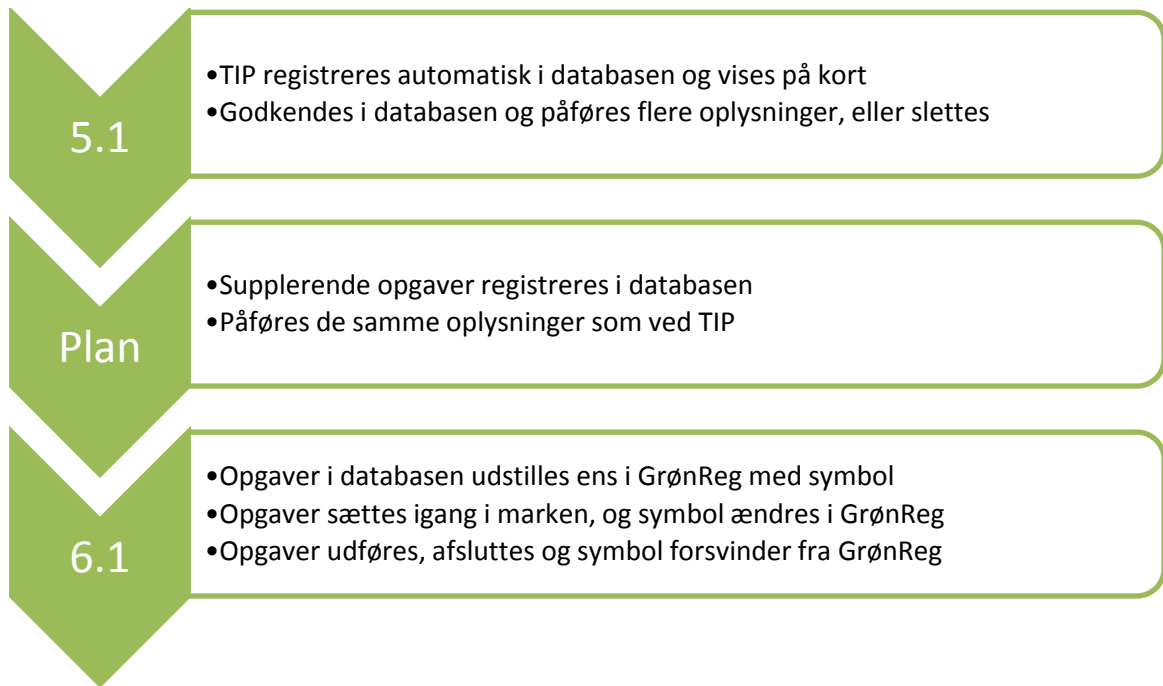 5.1
•TIP registreres automatisk i databasen og vises på kort
•Godkendes i databasen og påføres flere oplysninger, eller slettes
Plan
•Supplerende opgaver registreres i databasen
•Påføres de samme oplysninger som ved TIP
6.1
•Opgaver i databasen udstilles ens i GrønReg med symbol
•Opgaver sættes igang i marken, og symbol ændres i GrønReg
•Opgaver udføres, afsluttes og symbol forsvinder fra GrønReg